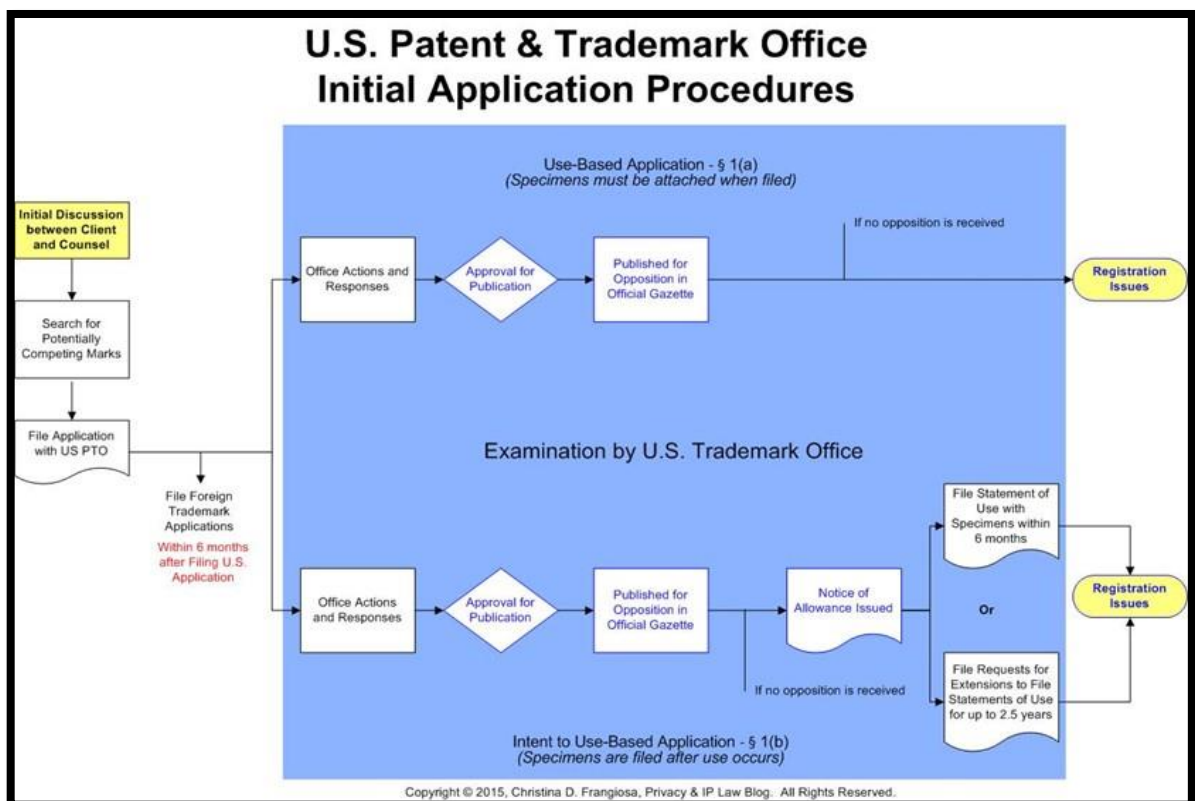 U.S. Patent & Trademark Office
Initial Application Procedures
Use-Based Application - § 1(a)
(Specimens must be attached when filed)
Initial Discussion
between Client
and Counsel
Search for
Potentially
Competing Marks
File Application
with US PTO
File Foreign
Trademark
Applications
Within 6 months
after Filing U.S.
Application
Office Actions and
Responses
Approval for
Publication
Published for
Opposition in
Official Gazette
If no opposition is received
Registration
Issues
Examination by U.S. Trademark Office
Office Actions
and Responses
Approval for
Publication
Published for
Opposition in
Official Gazette
If no opposition is received
Notice of
Allowance Issued
File Statement of
Use with
Specimens within
6 months
Or
File Requests for
Extensions to File
Statements of Use
for up to 2.5 years
Registration
Issues
Intent to Use-Based Application - § 1(b)
(Specimens are filed after use occurs)
Copyright © 2015, Christina D. Frangiosa, Privacy & IP Law Blog. All Rights Reserved.